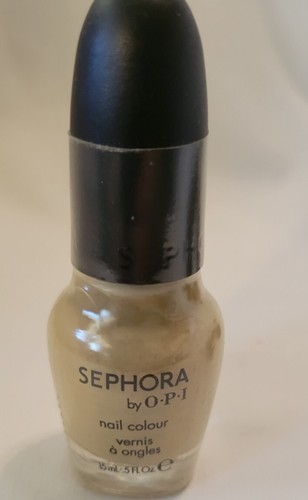 SEPHORA
by O·P·I
nail colour
vernis
à ongles
15 mL · .5 Fl Oz ℮